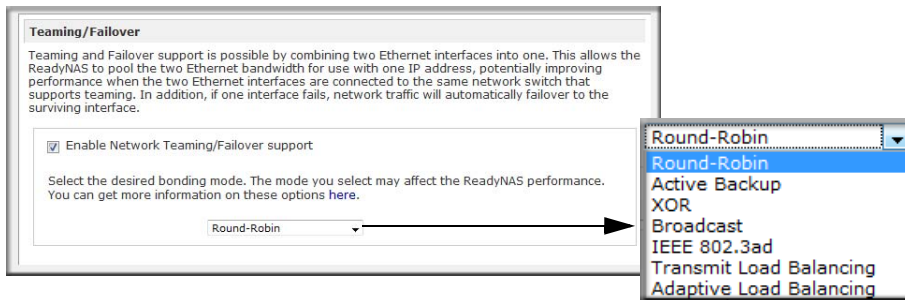 Teaming/Failover
Teaming and Failover support is possible by combining two Ethernet interfaces into one. This allows the
ReadyNAS to pool the two Ethernet bandwidth for use with one IP address, potentially improving
performance when the two Ethernet interfaces are connected to the same network switch that
supports teaming. In addition, if one interface fails, network traffic will automatically failover to the
surviving interface.
Enable Network Teaming/Failover support
Select the desired bonding mode. The mode you select may affect the ReadyNAS performance.
You can get more information on these options here.
Round-Robin
Round-Robin
Round-Robin
Active Backup
XOR
Broadcast
IEEE 802.3ad
Transmit Load Balancing
Adaptive Load Balancing